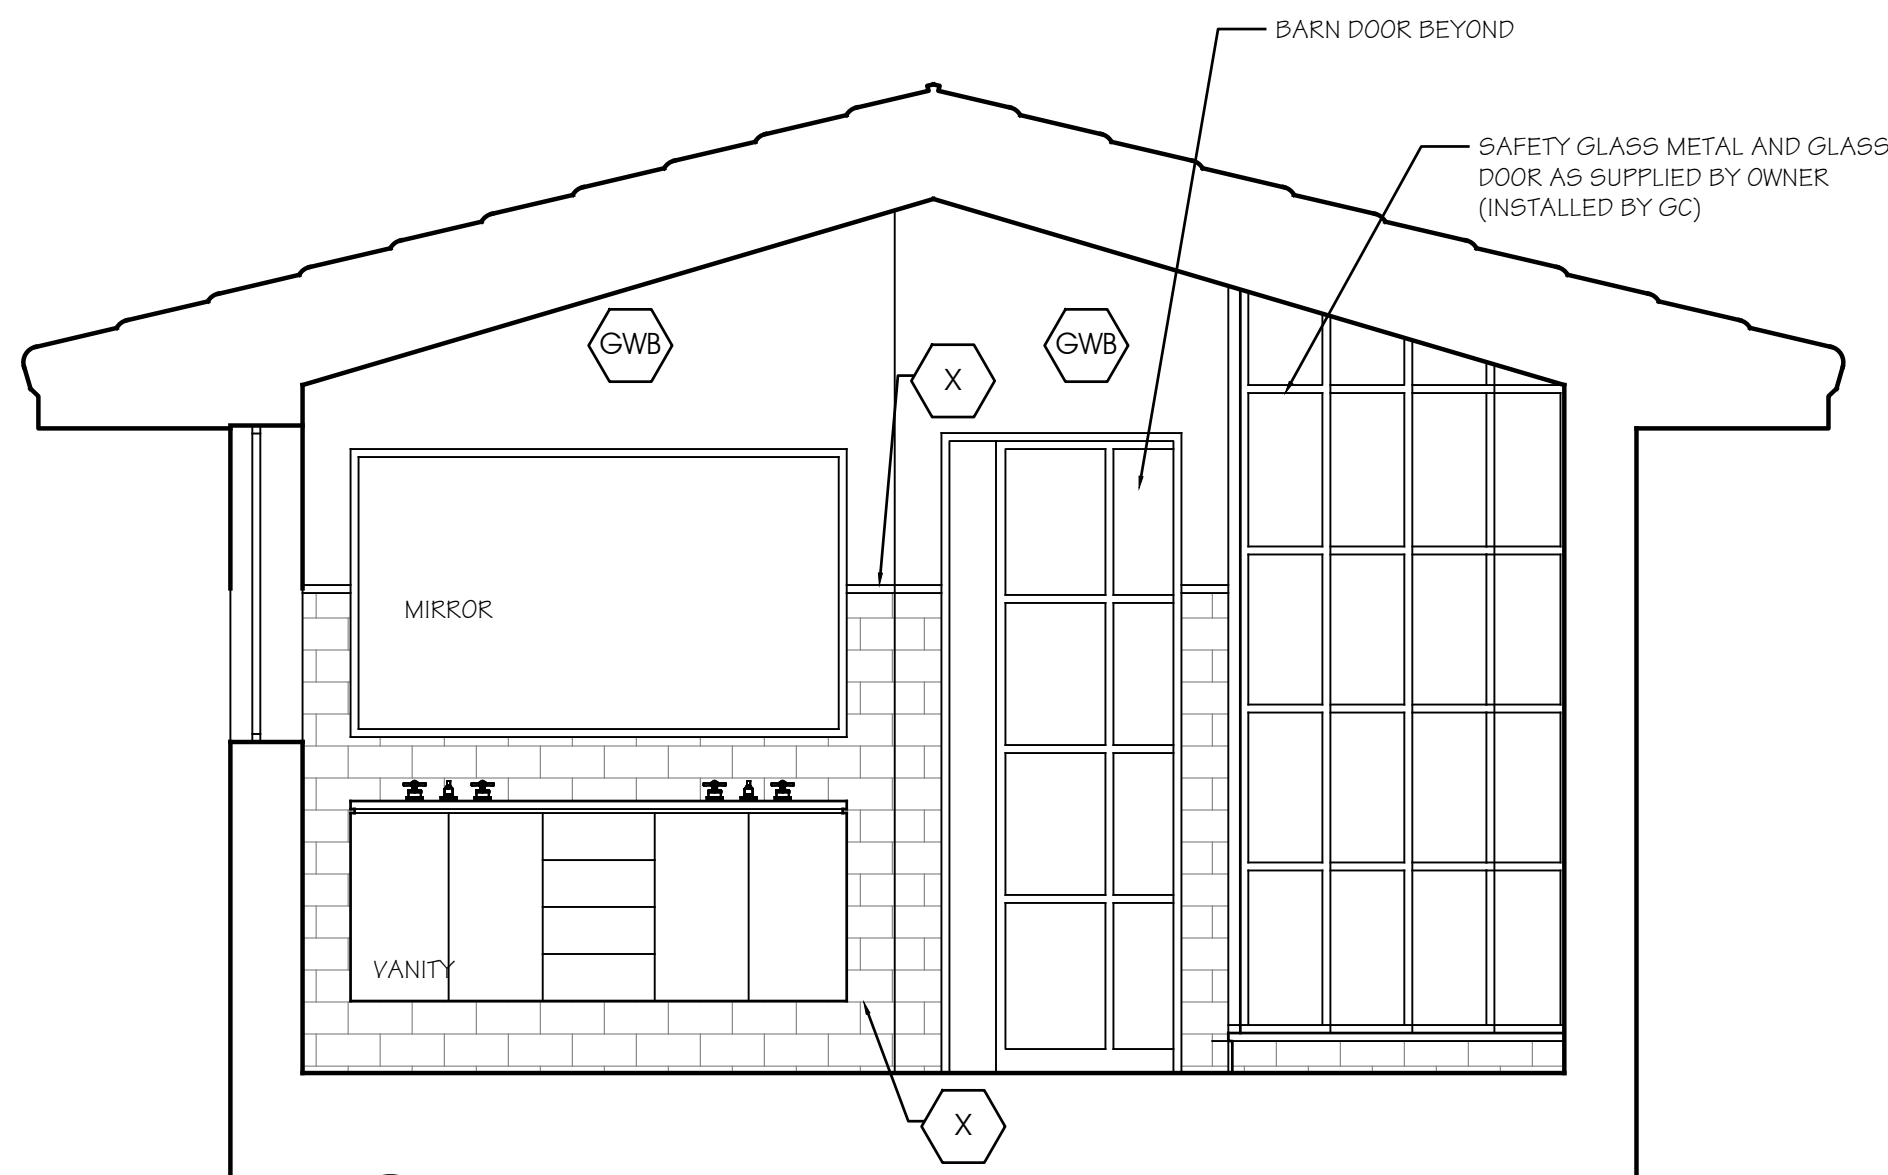 BARN DOOR BEYOND
SAFETY GLASS METAL AND GLASS
DOOR AS SUPPLIED BY OWNER
(INSTALLED BY GC)
GWB
GWB
X
MIRROR
VANITY
X